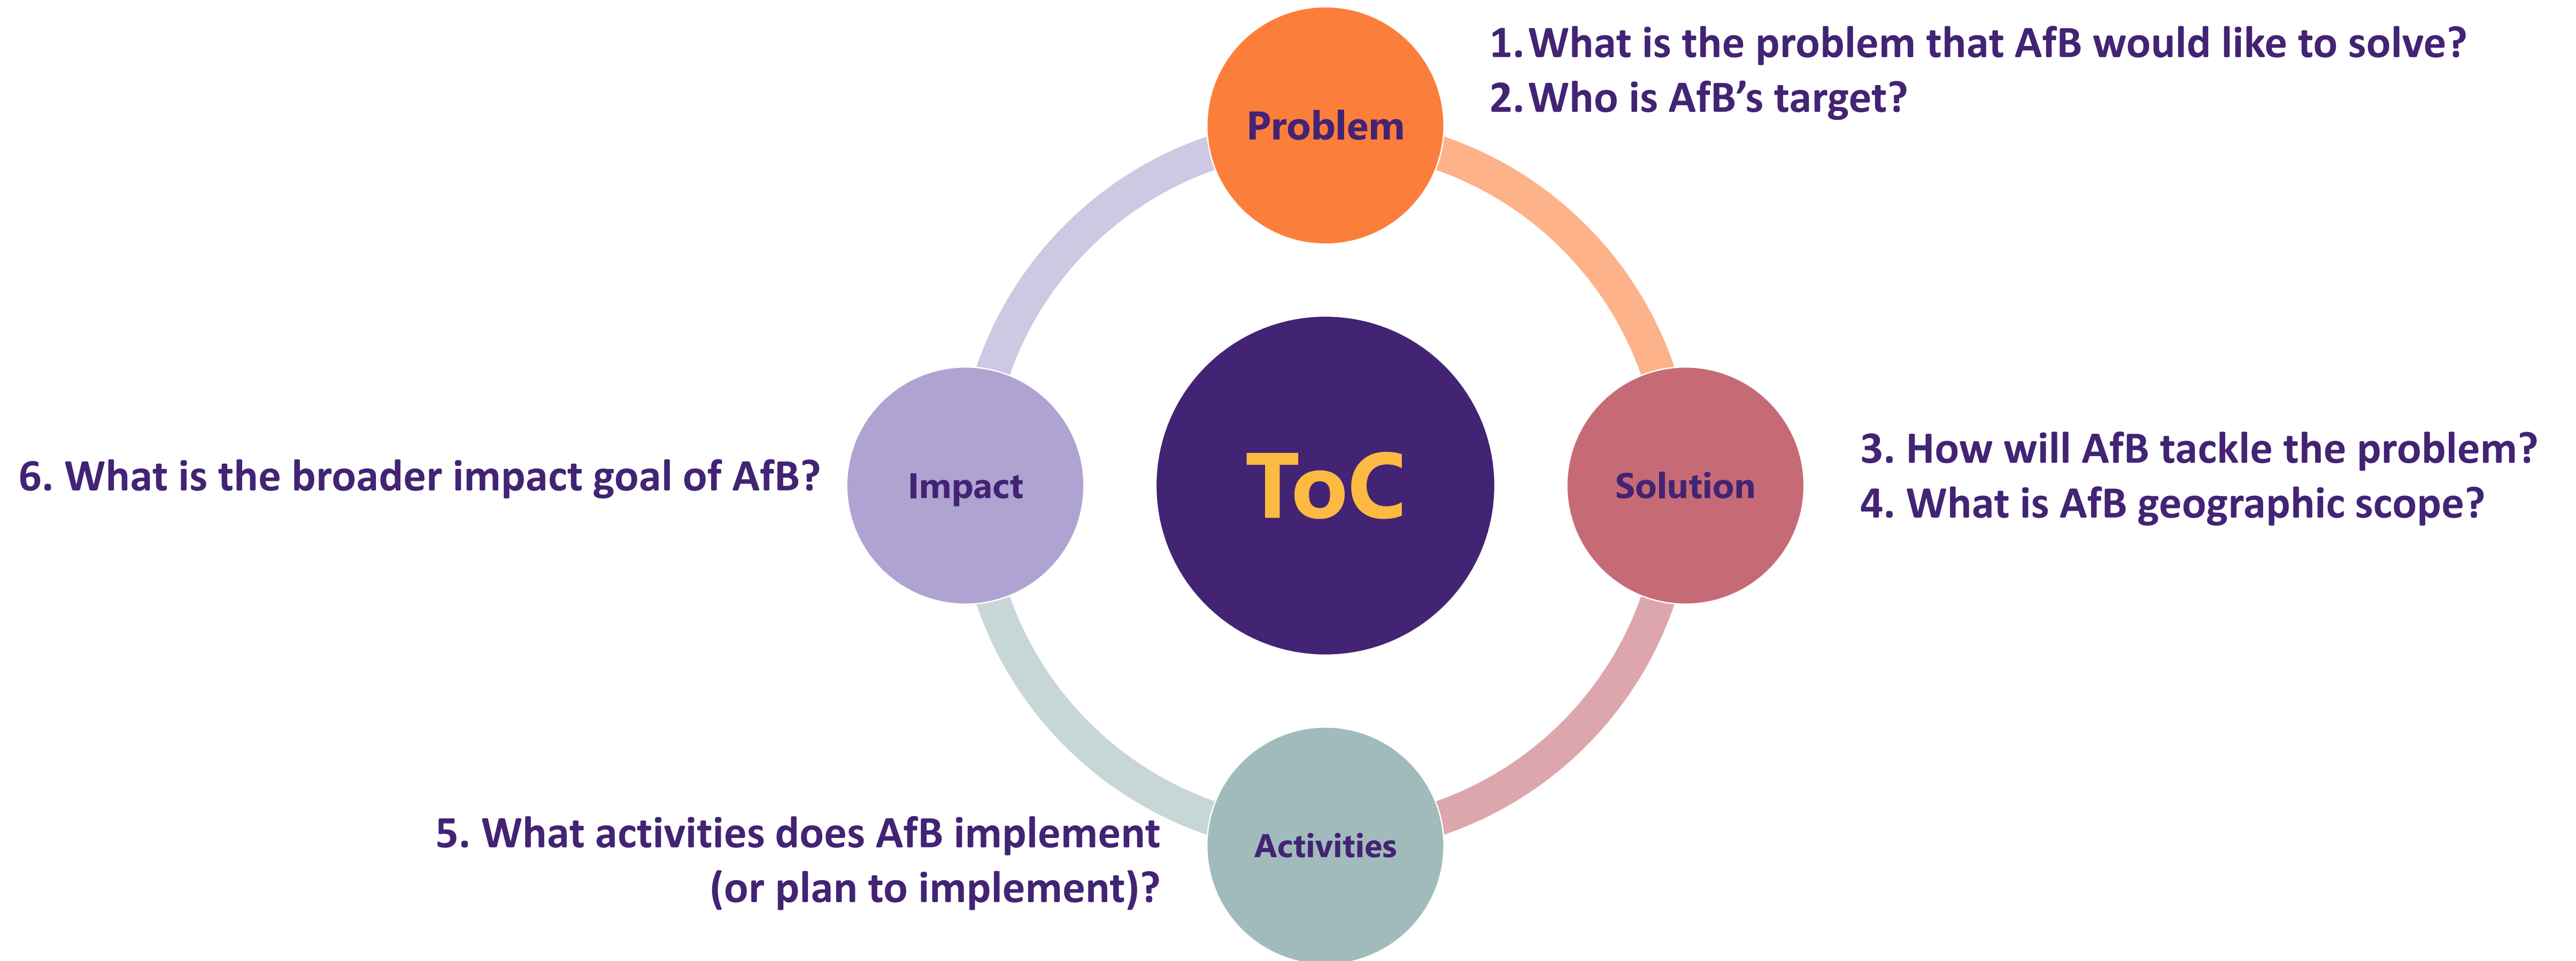 Problem
1. What is the problem that AfB would like to solve?
2. Who is AfB’s target?
ToC
Solution
3. How will AfB tackle the problem?
4. What is AfB geographic scope?
Activities
5. What activities does AfB implement
(or plan to implement)?
Impact
6. What is the broader impact goal of AfB?